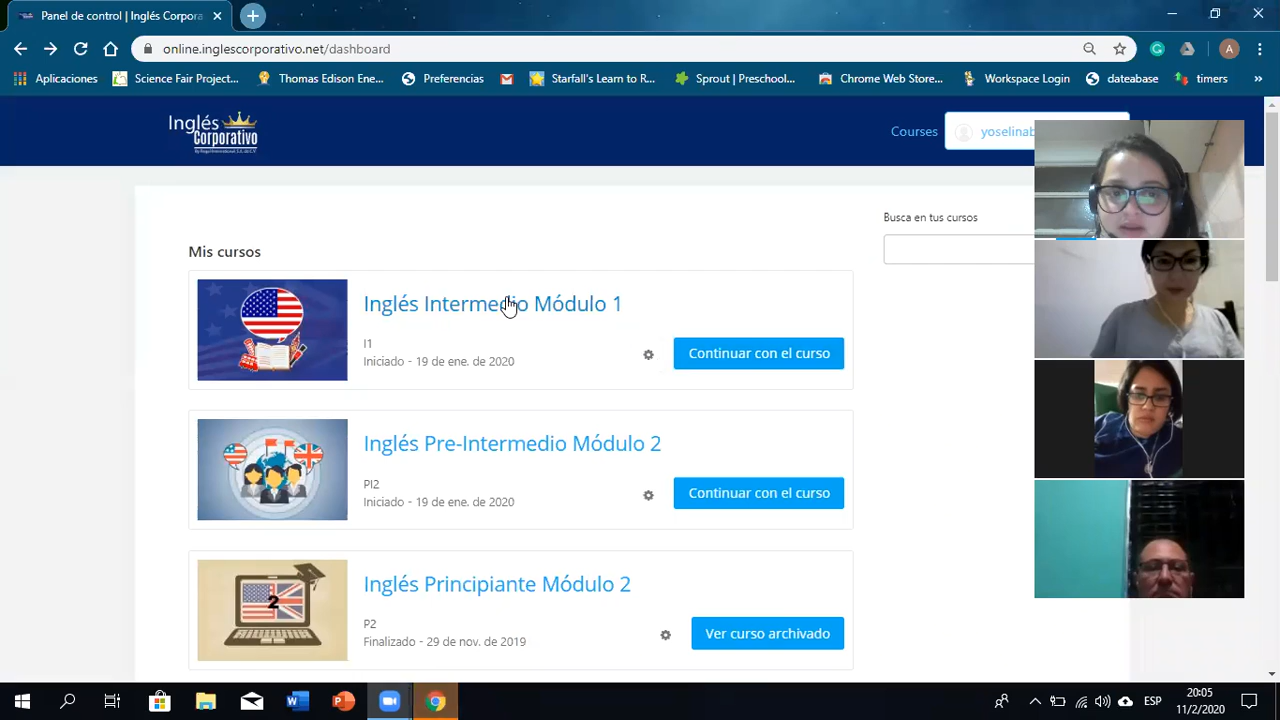 Panel de control | Inglés Corpora
online.inglescorporativo.net/dashboard
A
Aplicaciones
Science Fair Project...
Thomas Edison Ene...
Preferencias
Starfall's Learn to R...
Sprout | Preschool...
Chrome Web Store...
Workspace Login
dateabase
timers
»
Inglés
Corporativo
Courses
yoselinab
Busca en tus cursos
Mis cursos
Inglés Intermedio Módulo 1
I1
Iniciado - 19 de ene. de 2020
Continuar con el curso
Inglés Pre-Intermedio Módulo 2
PI2
Iniciado - 19 de ene. de 2020
Continuar con el curso
2
Inglés Principiante Módulo 2
P2
Finalizado - 29 de nov. de 2019
Ver curso archivado
ESP
20:05
11/2/2020